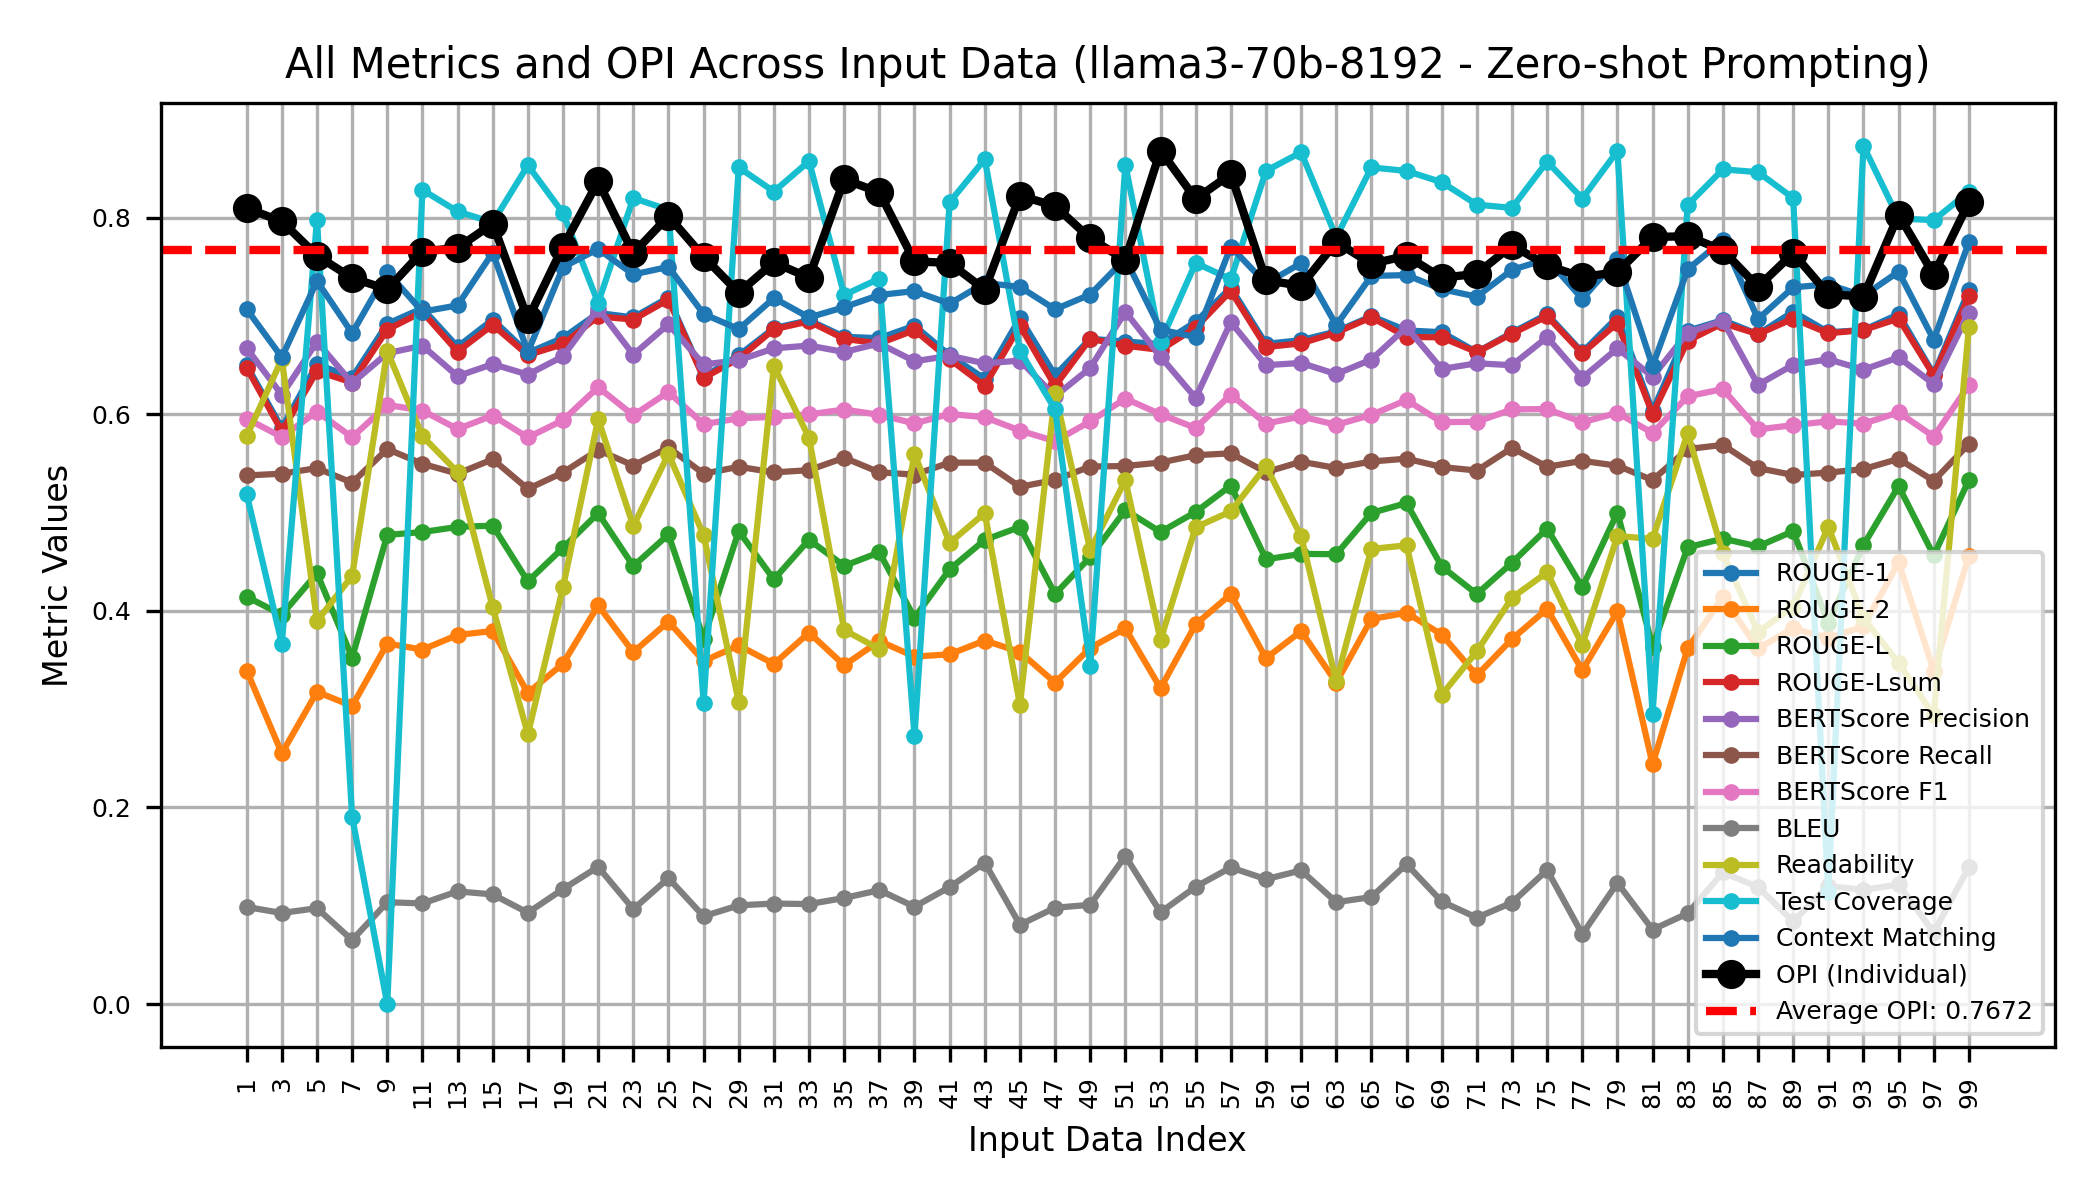 All Metrics and OPI Across Input Data (llama3-70b-8192 - Zero-shot Prompting)
Metric Values
0.8
0.6
0.4
0.2
0.0
ROUGE-1
ROUGE-2
ROUGE-L
ROUGE-Lsum
BERTScore Precision
BERTScore Recall
BERTScore F1
BLEU
Readability
Test Coverage
Context Matching
OPI (Individual)
Average OPI: 0.7672
1 3 5 7 9 11 13 15 17 19 21 23 25 27 29 31 33 35 37 39 41 43 45 47 49 51 53 55 57 59 61 63 65 67 69 71 73 75 77 79 81 83 85 87 89 91 93 95 97 99
Input Data Index